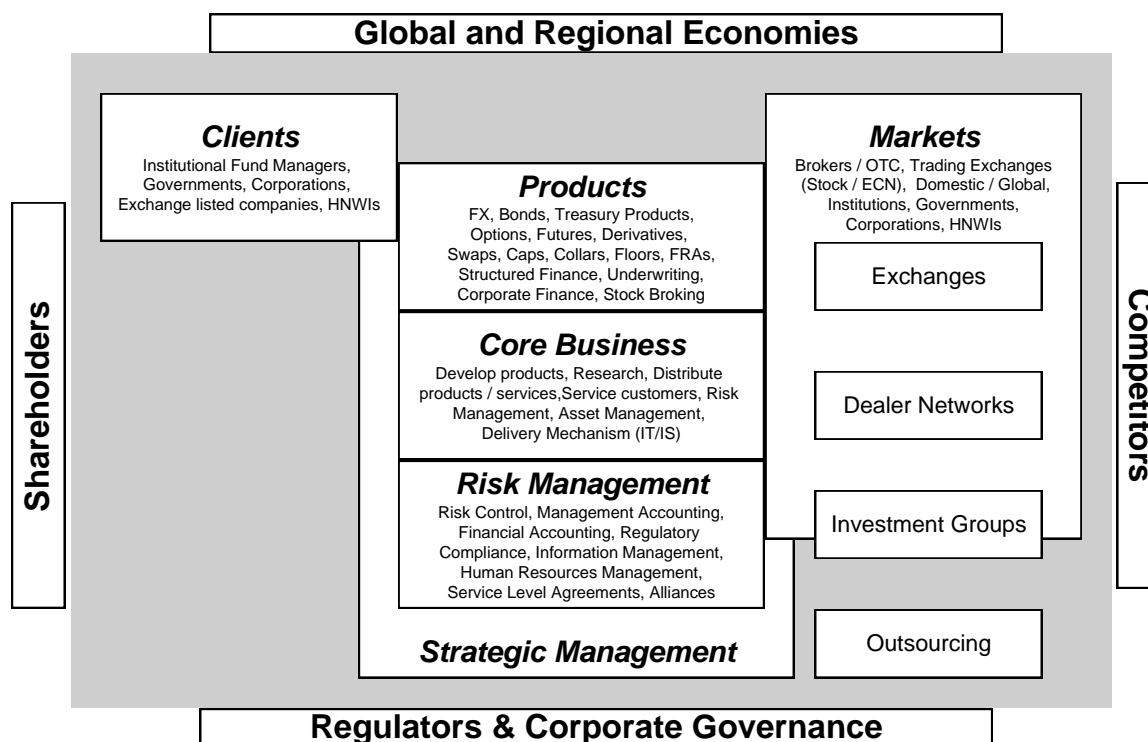 Global and Regional Economies
Clients
Institutional Fund Managers,
Governments, Corporations,
Exchange listed companies, HNWIs
Products
FX, Bonds, Treasury Products,
Options, Futures, Derivatives,
Swaps, Caps, Collars, Floors, FRAs,
Structured Finance, Underwriting,
Corporate Finance, Stock Broking
Core Business
Develop products, Research, Distribute
products / services,Service customers, Risk
Management, Asset Management,
Delivery Mechanism (IT/IS)
Risk Management
Risk Control, Management Accounting,
Financial Accounting, Regulatory
Compliance, Information Management,
Human Resources Management,
Service Level Agreements, Alliances
Strategic Management
Markets
Brokers / OTC, Trading Exchanges
(Stock / ECN), Domestic / Global,
Institutions, Governments,
Corporations, HNWIs
Exchanges
Dealer Networks
Investment Groups
Outsourcing
Shareholders
Competitors
Regulators & Corporate Governance